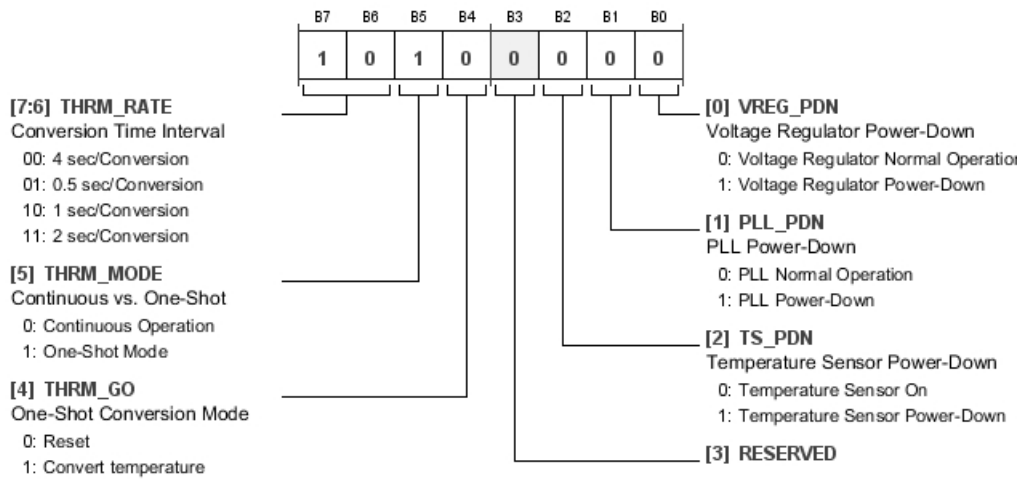 B7 B6 B5 B4 B3 B2 B1 B0
1 0 1 0 0 0 0 0
[7:6] THRM_RATE
Conversion Time Interval
00: 4 sec/Conversion
01: 0.5 sec/Conversion
10: 1 sec/Conversion
11: 2 sec/Conversion
[5] THRM_MODE
Continuous vs. One-Shot
0: Continuous Operation
1: One-Shot Mode
[4] THRM_GO
One-Shot Conversion Mode
0: Reset
1: Convert temperature
[0] VREG_PDN
Voltage Regulator Power-Down
0: Voltage Regulator Normal Operation
1: Voltage Regulator Power-Down
[1] PLL_PDN
PLL Power-Down
0: PLL Normal Operation
1: PLL Power-Down
[2] TS_PDN
Temperature Sensor Power-Down
0: Temperature Sensor On
1: Temperature Sensor Power-Down
[3] RESERVED